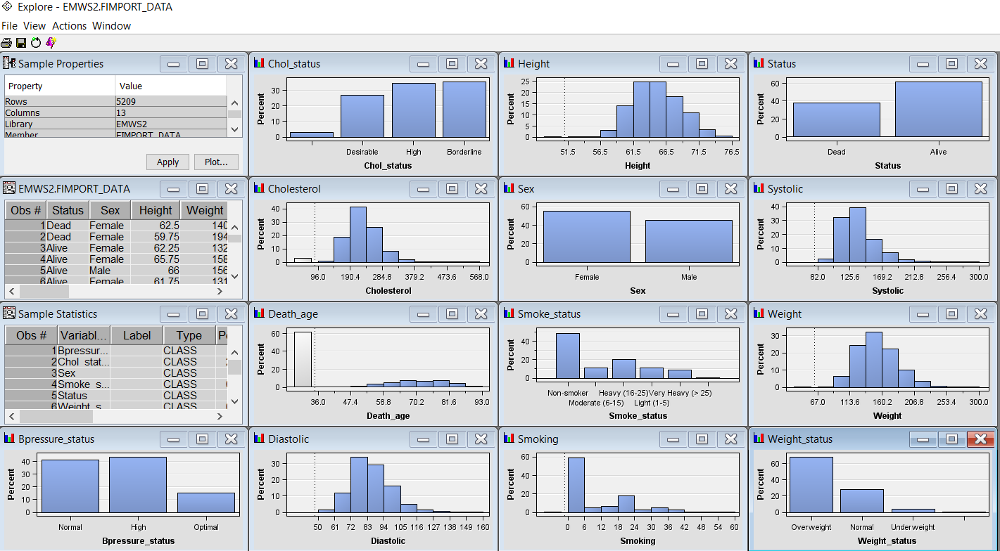 Explore - EMWS2.FIMPORT_DATA
File View Actions Window
Sample Properties
Property Value
Rows 5209
Columns 13
Library EMWS2
Member FIMPORT_DATA
Apply Plot...
Chol_status
Percent
30
20
10
0
Desirable High Borderline
Chol_status
Height
Percent
25
20
15
10
5
0
51.5 56.5 61.5 66.5 71.5 76.5
Height
Status
Percent
60
40
20
0
Dead Alive
Status
EMWS2.FIMPORT_DATA
Obs # Status Sex Height Weight
1 Dead Female 62.5 140
2 Dead Female 59.75 194
3 Alive Female 62.25 132
4 Alive Female 65.75 158
5 Alive Male 66 156
6 Alive Female 61.75 131
Cholesterol
Percent
40
30
20
10
0
96.0 190.4 284.8 379.2 473.6 568.0
Cholesterol
Sex
Percent
60
40
20
0
Female Male
Sex
Systolic
Percent
40
30
20
10
0
82.0 125.6 169.2 212.8 256.4 300.0
Systolic
Sample Statistics
Obs # Variabl... Label Type
1 Bpressur... CLASS
2 Chol_stat... CLASS
3 Sex CLASS
4 Smoke_s... CLASS
5 Status CLASS
6 Weight_s... CLASS
Death_age
Percent
60
40
20
0
36.0 47.4 58.8 70.2 81.6 93.0
Death_age
Smoke_status
Percent
40
20
0
Non-smoker Heavy (16-25) Very Heavy (> 25)
Moderate (6-15) Light (1-5)
Smoke_status
Weight
Percent
30
20
10
0
67.0 113.6 160.2 206.8 253.4 300.0
Weight
Bpressure_status
Percent
40
30
20
10
0
Normal High Optimal
Bpressure_status
Diastolic
Percent
30
20
10
0
50 61 72 83 94 105 116 127 138 149 160
Diastolic
Smoking
Percent
60
40
20
0
0 6 12 18 24 30 36 42 48 54 60
Smoking
Weight_status
Percent
60
40
20
0
Overweight Normal Underweight
Weight_status